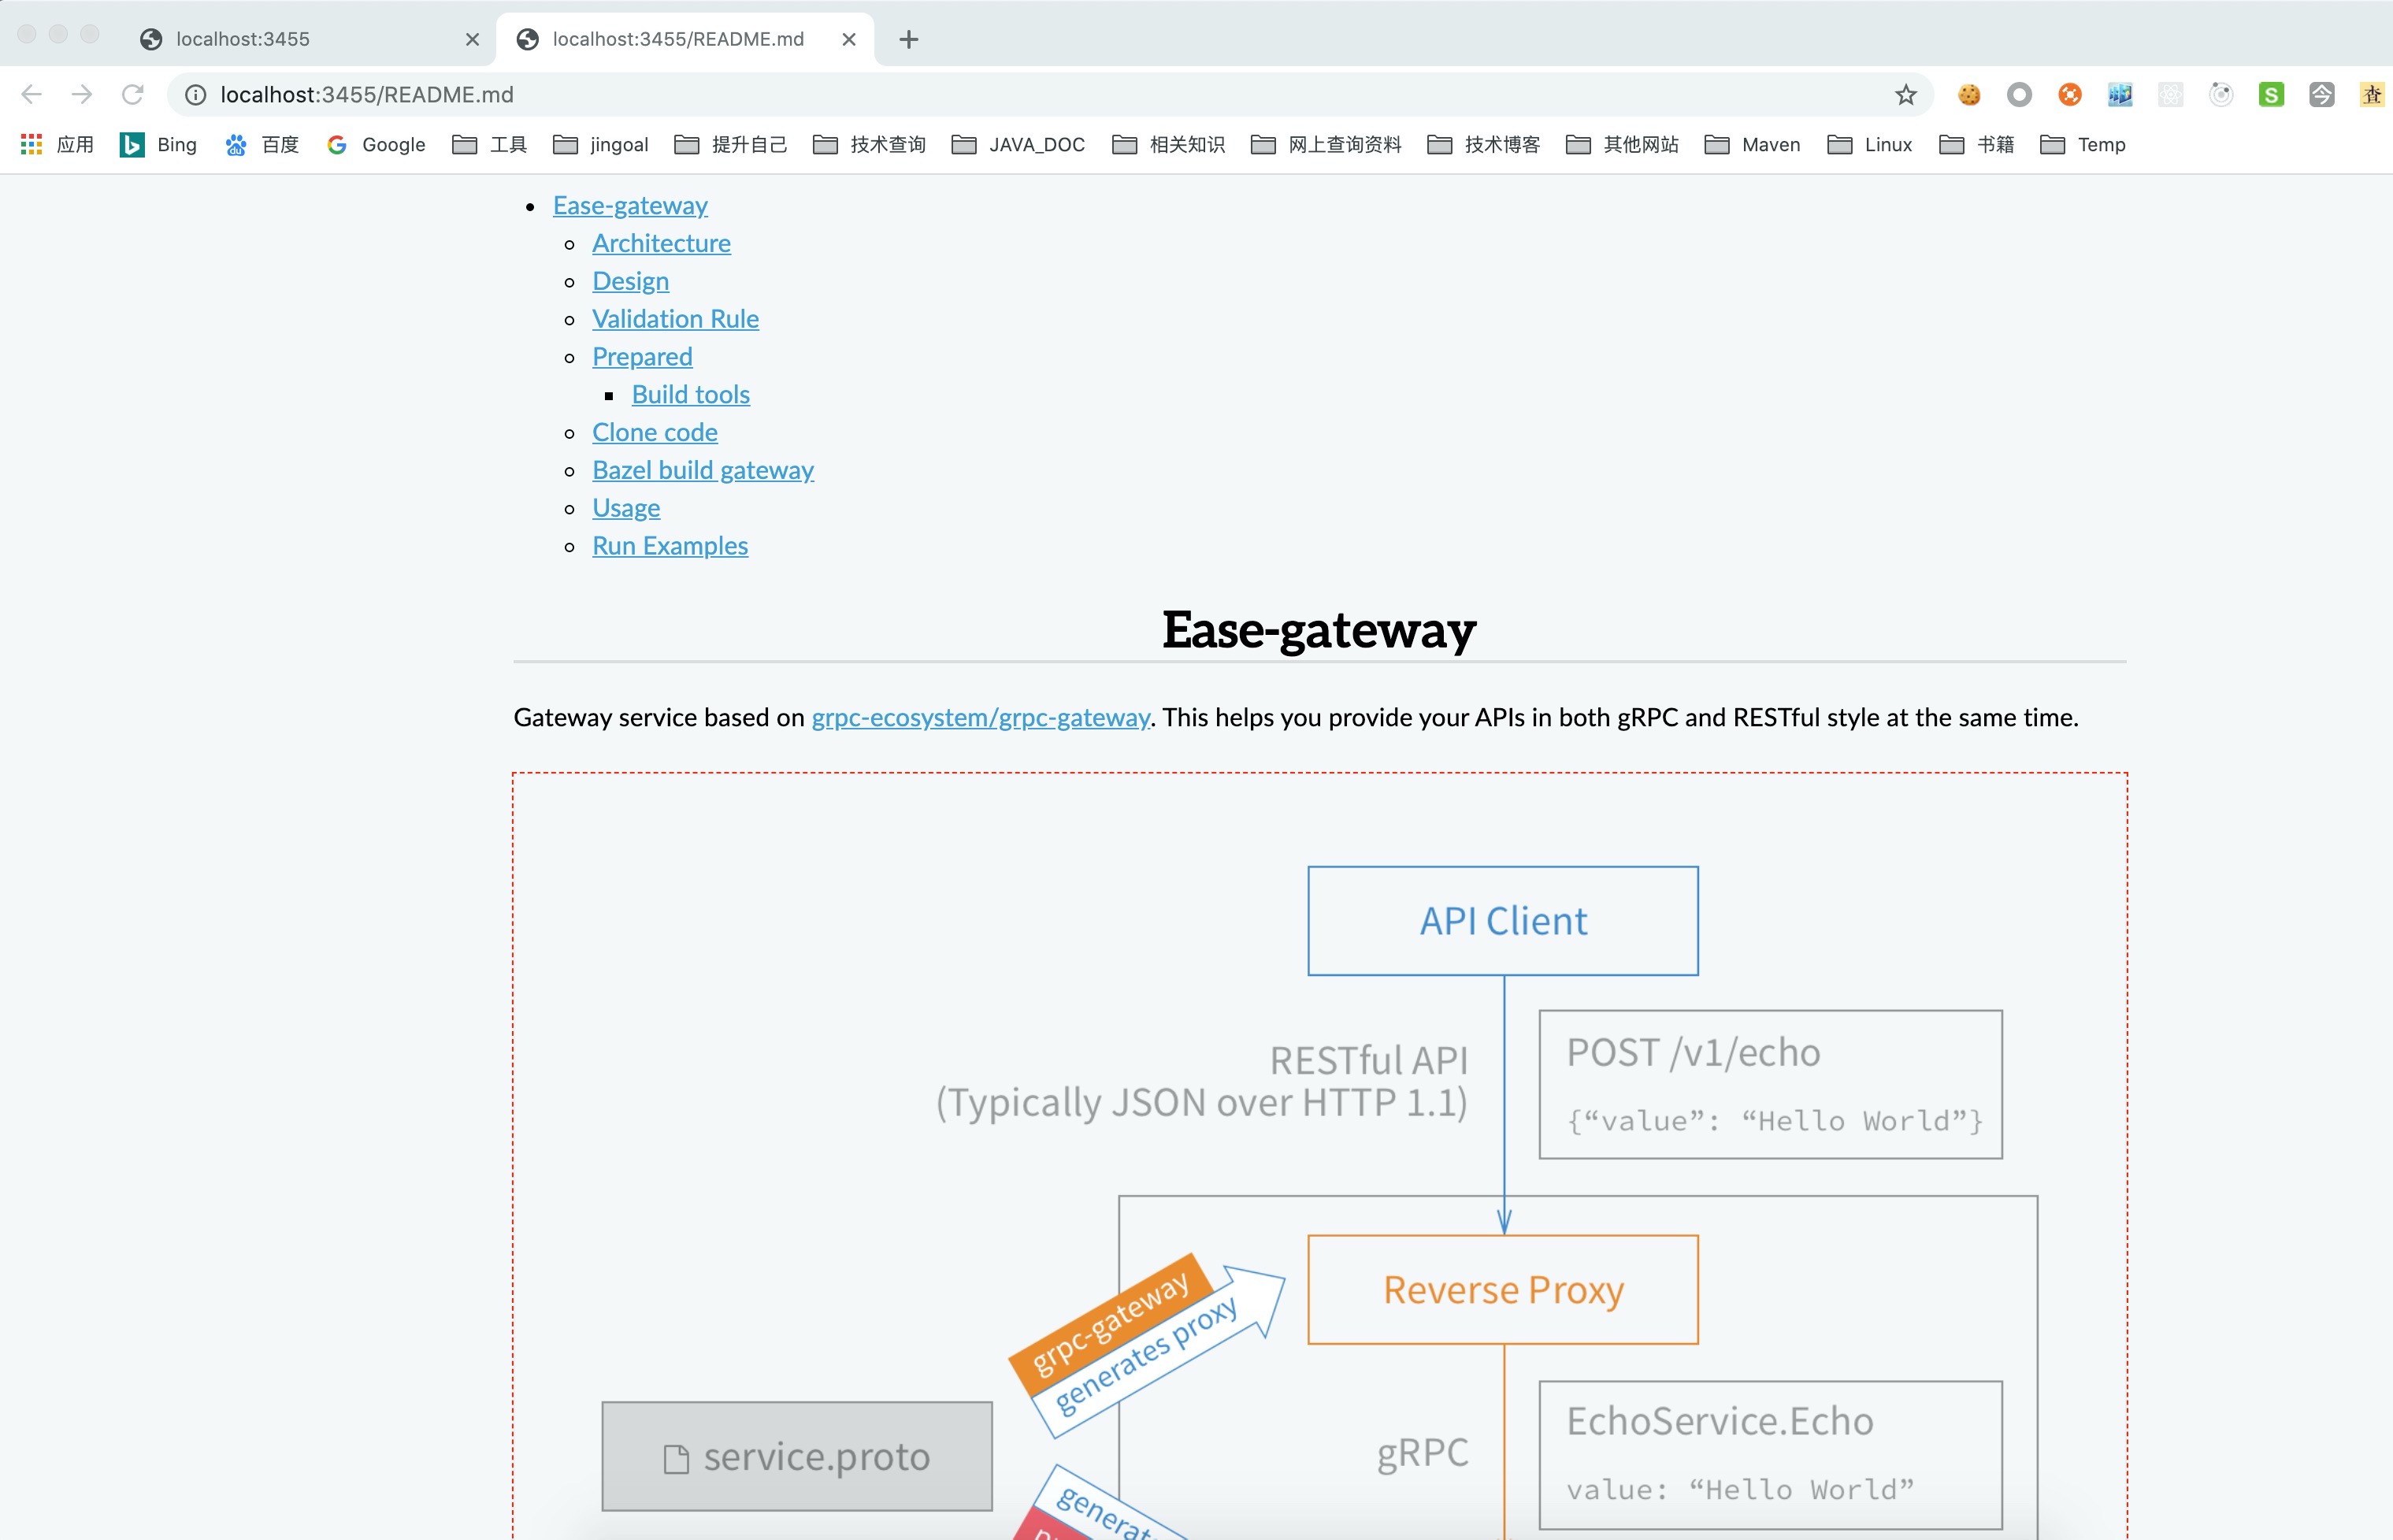 localhost:3455
localhost:3455/README.md
localhost:3455/README.md
应用 Bing 百度 Google 工具 jingoal 提升自己 技术查询 JAVA_DOC 相关知识 网上查询资料 技术博客 其他网站 Maven Linux 书籍 Temp
Ease-gateway
Architecture
Design
Validation Rule
Prepared
Build tools
Clone code
Bazel build gateway
Usage
Run Examples
Ease-gateway
Gateway service based on grpc-ecosystem/grpc-gateway. This helps you provide your APIs in both gRPC and RESTful style at the same time.
API Client
RESTful API
(Typically JSON over HTTP 1.1)
POST /v1/echo
{“value”: “Hello World”}
Reverse Proxy
grpc-gateway
generates proxy
service.proto
gRPC
EchoService.Echo
value: “Hello World”